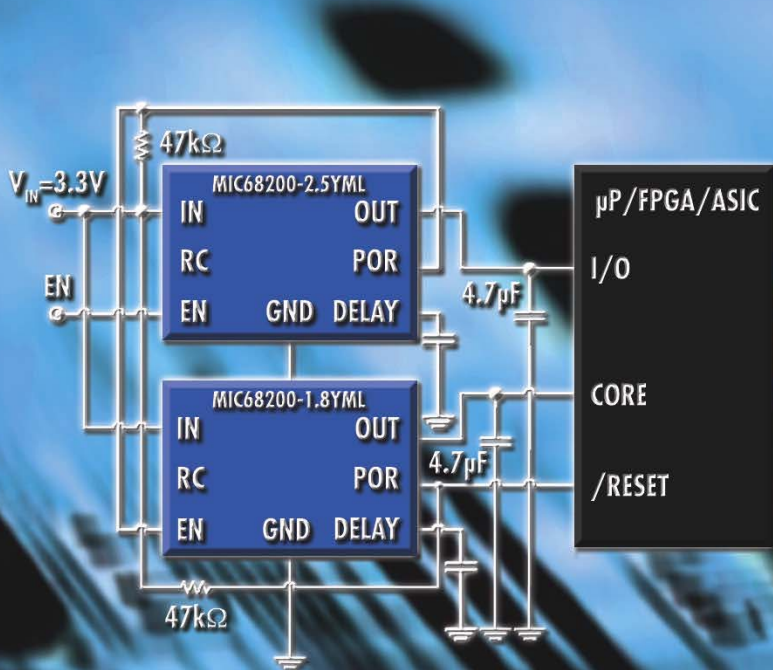 47kΩ
V_IN=3.3V
MIC68200-2.5YML
IN OUT
RC POR
EN GND DELAY
EN
µP/FPGA/ASIC
I/O
4.7µF
MIC68200-1.8YML
IN OUT
RC POR
EN GND DELAY
CORE
4.7µF
/RESET
47kΩ